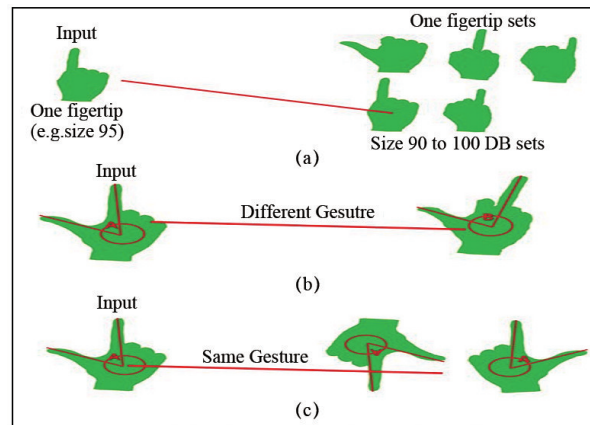 Input
One figertip sets
One figertip
(e.g.size 95)
Size 90 to 100 DB sets
(a)
Input
Different Gesutre
(b)
Input
Same Gesture
(c)